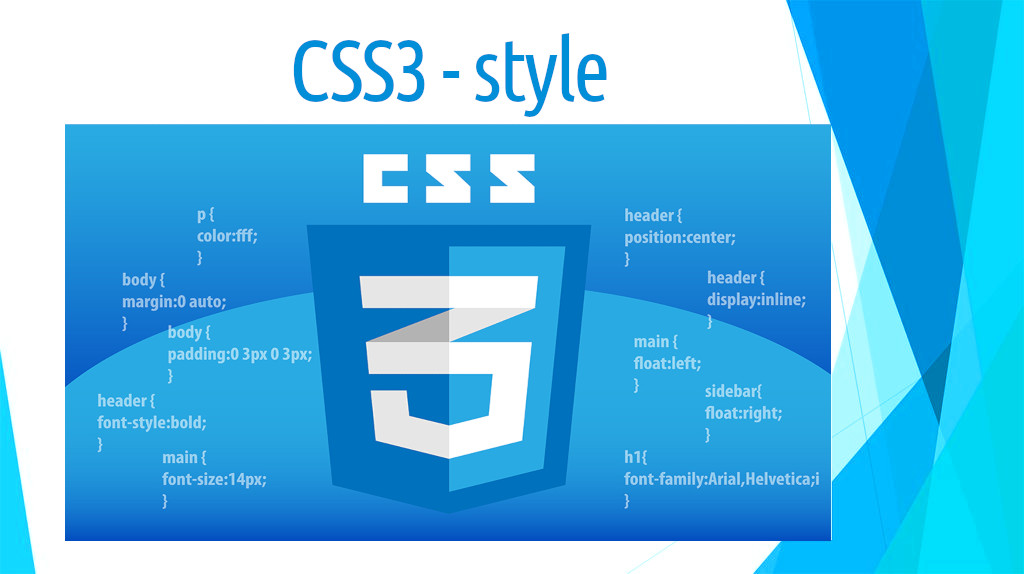 CSS3 - style
CSS
3
p {
color:fff;
}
body {
margin:0 auto;
}
body {
padding:0 3px 0 3px;
}
header {
font-style:bold;
}
main {
font-size:14px;
}
header {
position:center;
}
header {
display:inline;
}
main {
float:left;
}
sidebar{
float:right;
}
h1{
font-family:Arial,Helvetica;i
}